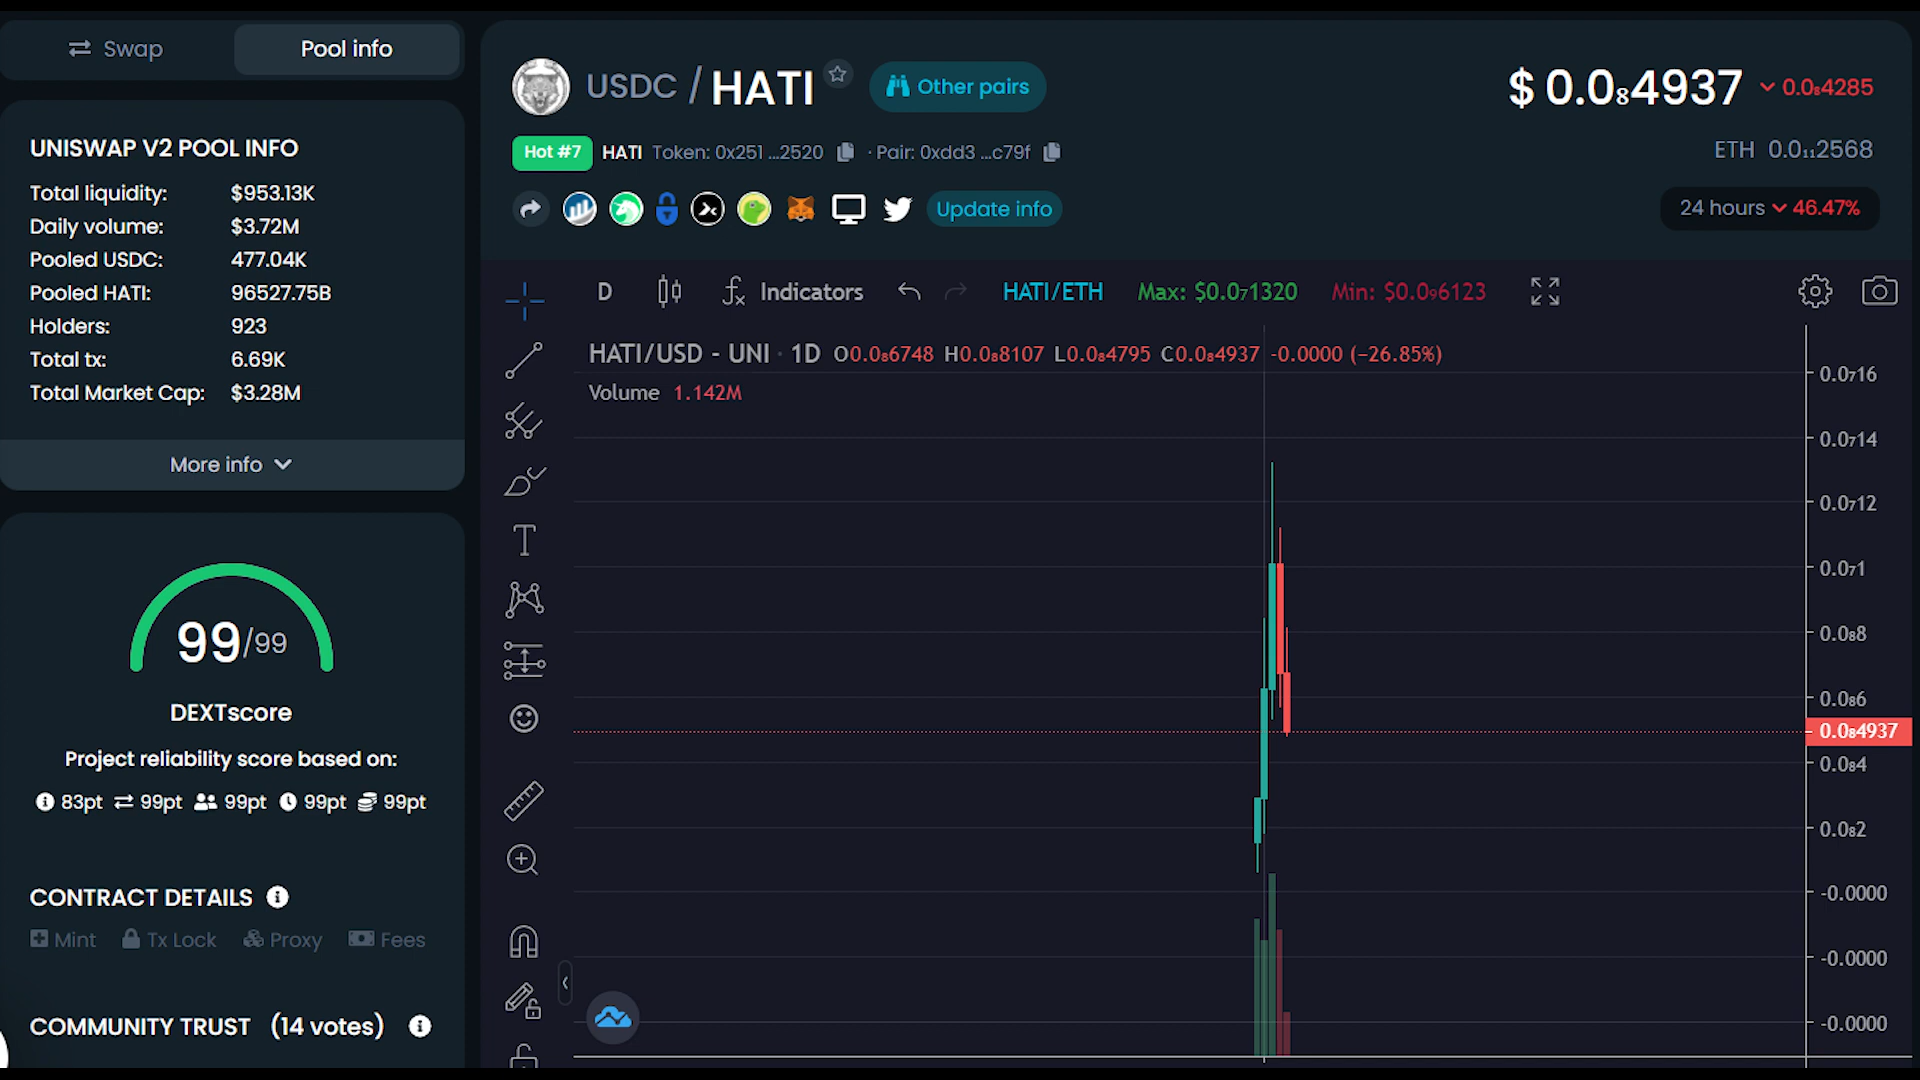 Swap
Pool info
UNISWAP V2 POOL INFO
Total liquidity: $953.13K
Daily volume: $3.72M
Pooled USDC: 477.04K
Pooled HATI: 96527.75B
Holders: 923
Total tx: 6.69K
Total Market Cap: $3.28M
More info
99/99
DEXTscore
Project reliability score based on:
83pt 99pt 99pt 99pt 99pt
CONTRACT DETAILS
Mint Tx Lock Proxy Fees
COMMUNITY TRUST (14 votes)
USDC / HATI
Other pairs
$ 0.0₈4937 0.0₈4285
Hot #7 HATI Token: 0x251 ...2520 · Pair: 0xdd3 ...c79f
ETH 0.0₁₁2568
Update info
24 hours 46.47%
D Indicators HATI/ETH Max: $0.0₇1320 Min: $0.0₉6123
HATI/USD - UNI · 1D O0.0₈6748 H0.0₈8107 L0.0₈4795 C0.0₈4937 -0.0000 (−26.85%)
Volume 1.142M
0.0₇16
0.0₇14
0.0₇12
0.0₇1
0.0₈8
0.0₈6
0.0₈4937
0.0₈4
0.0₈2
-0.0000
-0.0000
-0.0000